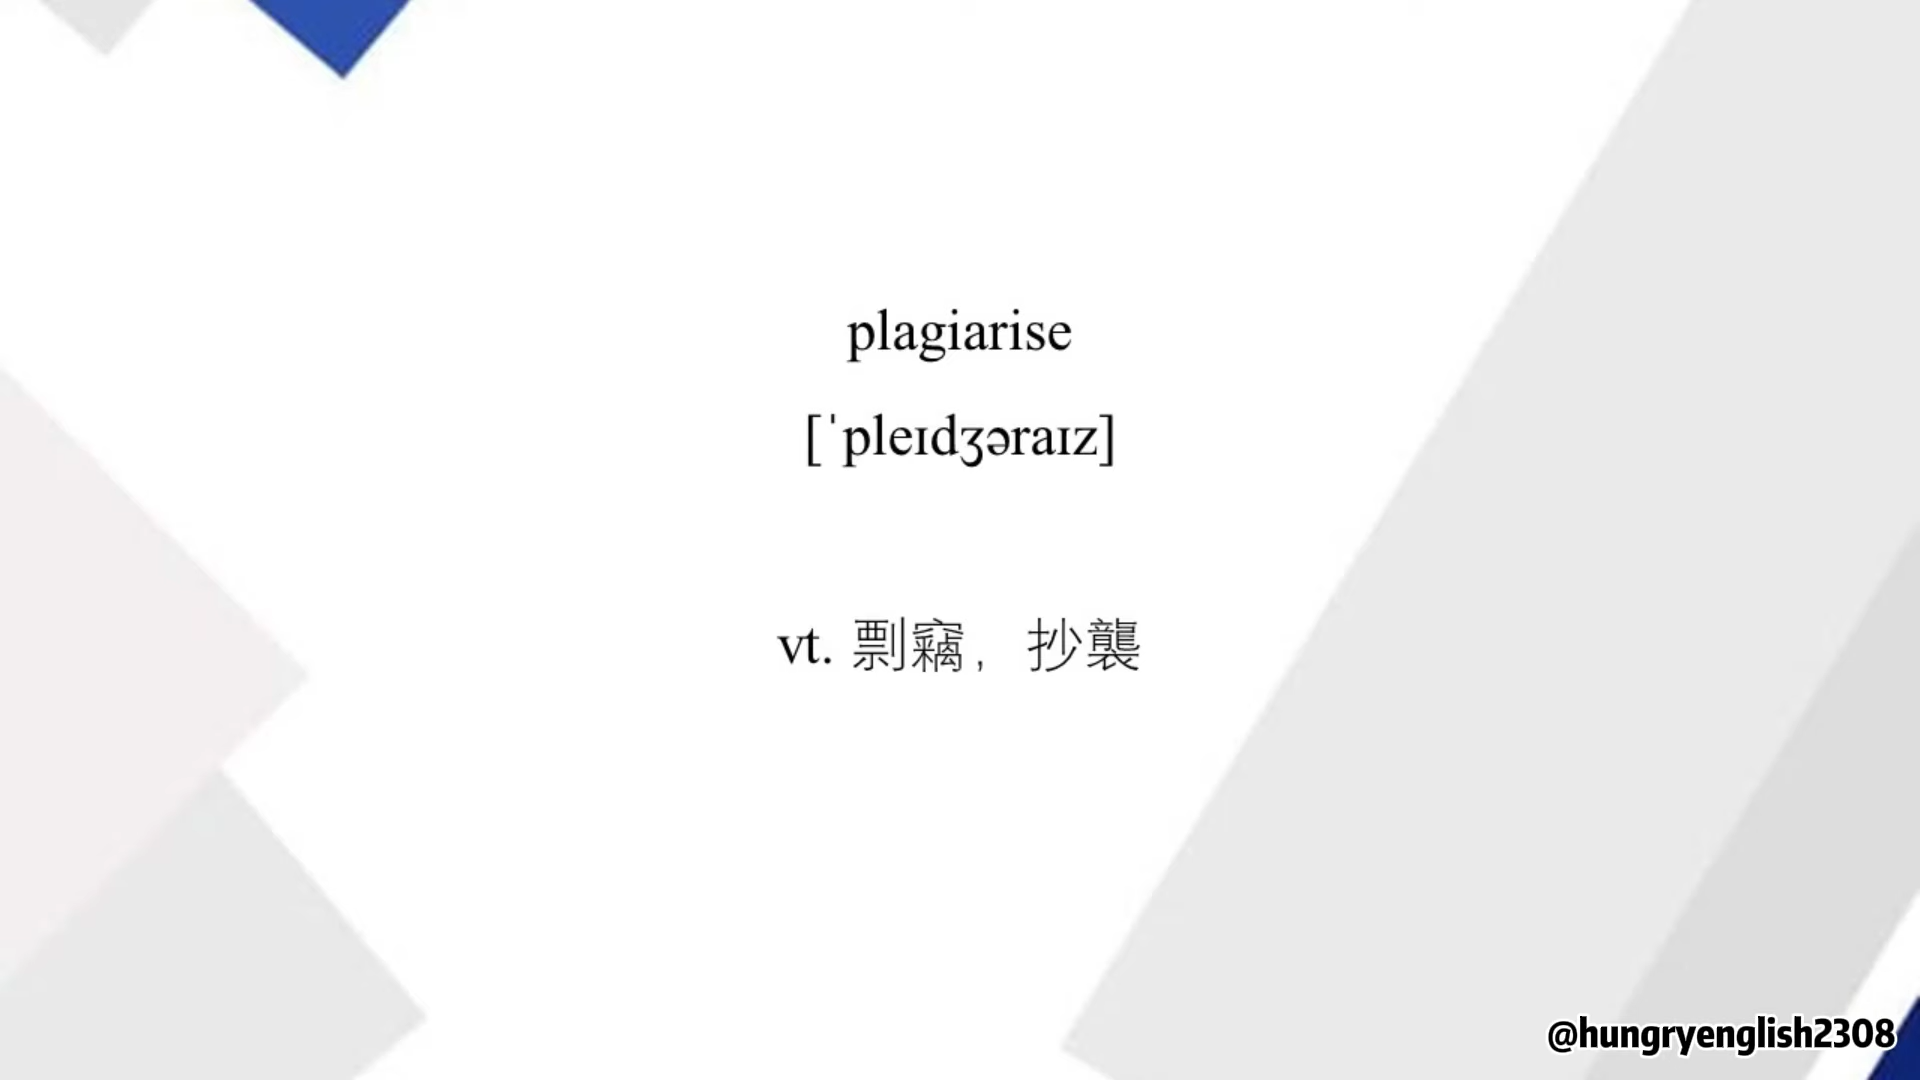 plagiarise
[ˈpleɪdʒəraɪz]
vt. 剽竊，抄襲
@hungryenglish2308